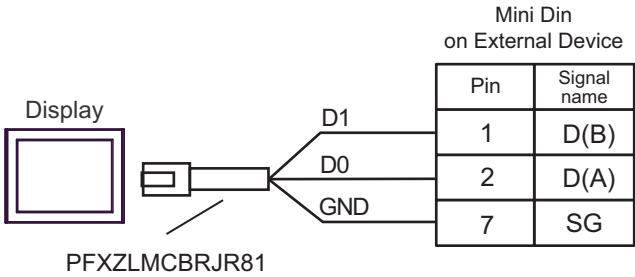 Mini Din
on External Device
Pin Signal name
Display
D1 1 D(B)
D0 2 D(A)
GND 7 SG
PFXZLMCBRJR81